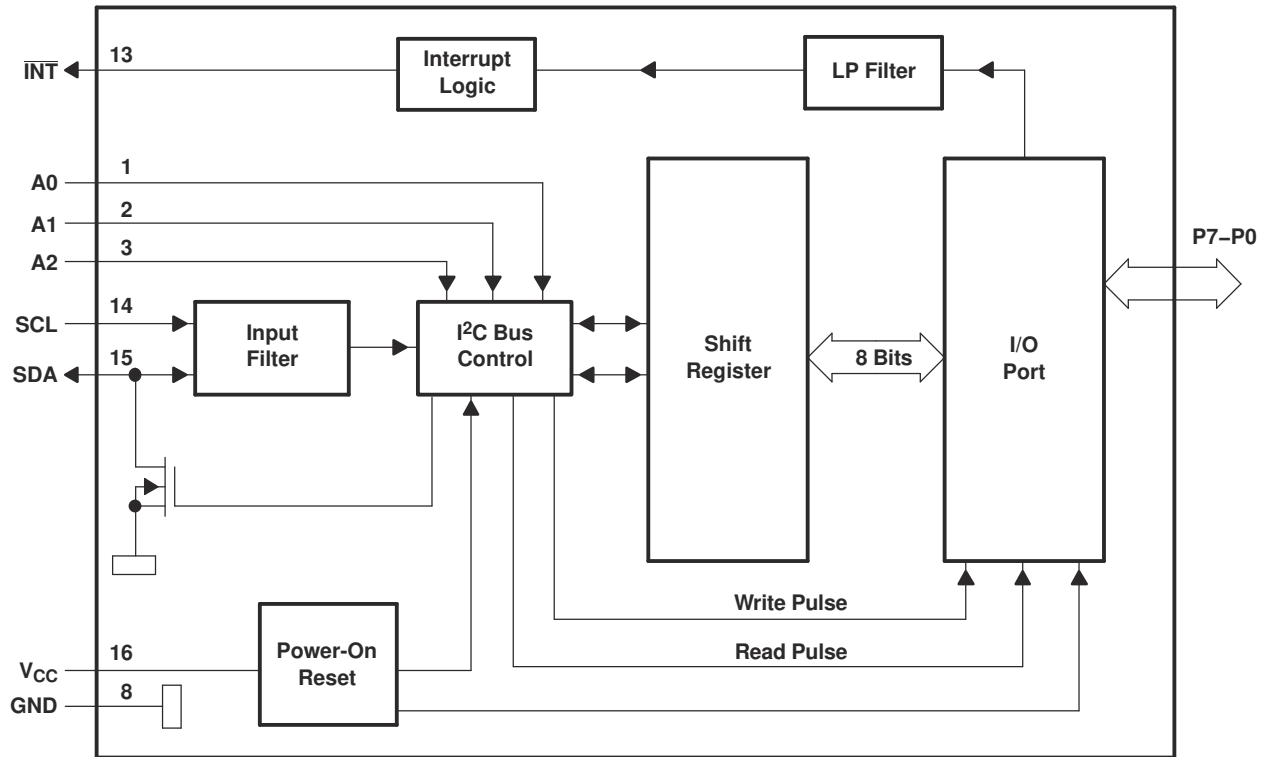 INT
13
Interrupt
Logic
LP Filter
A0
1
A1
2
A2
3
P7–P0
SCL
14
SDA
15
Input
Filter
I²C Bus
Control
Shift
Register
8 Bits
I/O
Port
Write Pulse
Read Pulse
VCC
16
Power-On
Reset
GND
8